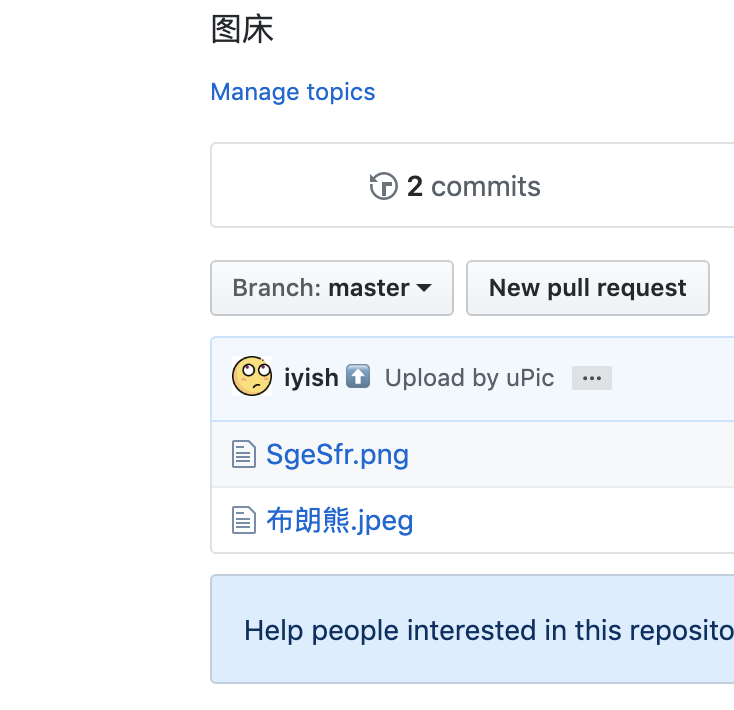 图床
Manage topics
2 commits
Branch: master
New pull request
iyish ⬆ Upload by uPic ...
SgeSfr.png
布朗熊.jpeg
Help people interested in this reposito